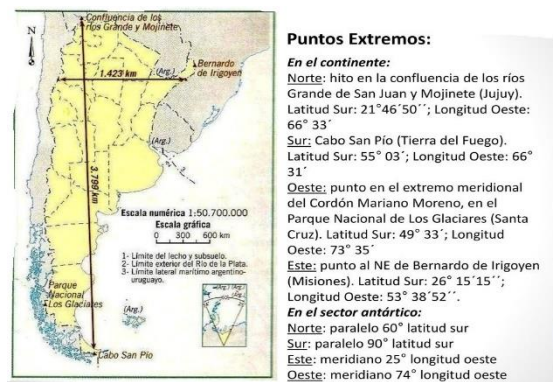 Confluencia de los
ríos Grande y Mojinete
N
1.423 km
(Arg.)
Bernardo
de Irigoyen
(Arg.)
1
2
3
3.799 km
Escala numérica 1:50.700.000
Escala gráfica
0 300 600 km
1- Límite del lecho y subsuelo.
2- Límite exterior del Río de la Plata.
3- Límite lateral marítimo argentino-
uruguayo.
Parque
Nacional
Los Glaciares
(Arg.)
Cabo San Pío
Puntos Extremos:
En el continente:
Norte: hito en la confluencia de los ríos
Grande de San Juan y Mojinete (Jujuy).
Latitud Sur: 21°46´50´´; Longitud Oeste:
66° 33´
Sur: Cabo San Pío (Tierra del Fuego).
Latitud Sur: 55° 03´; Longitud Oeste: 66°
31´
Oeste: punto en el extremo meridional
del Cordón Mariano Moreno, en el
Parque Nacional de Los Glaciares (Santa
Cruz). Latitud Sur: 49° 33´; Longitud
Oeste: 73° 35´
Este: punto al NE de Bernardo de Irigoyen
(Misiones). Latitud Sur: 26° 15´15´´;
Longitud Oeste: 53° 38´52´´.
En el sector antártico:
Norte: paralelo 60° latitud sur
Sur: paralelo 90° latitud sur
Este: meridiano 25° longitud oeste
Oeste: meridiano 74° longitud oeste